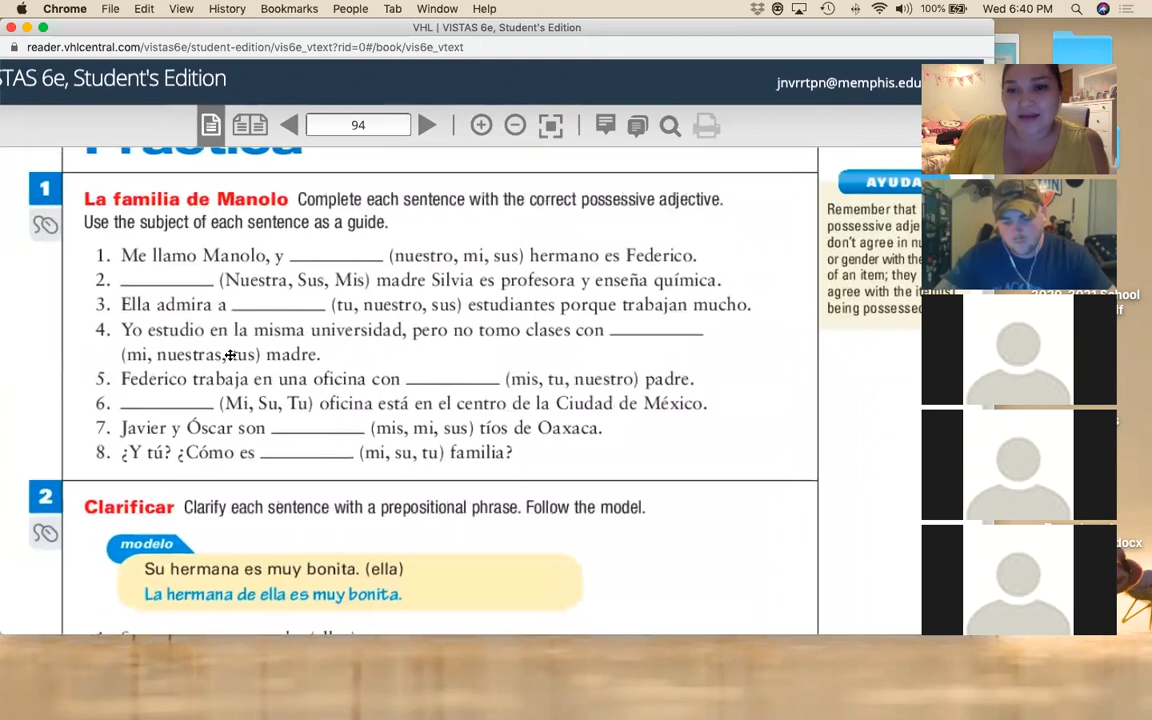 Chrome File Edit View History Bookmarks People Tab Window Help 100% Wed 6:40 PM
VHL | VISTAS 6e, Student's Edition
reader.vhlcentral.com/vistas6e/student-edition/vis6e_vtext?rid=0#/book/vis6e_vtext
STAS 6e, Student's Edition
jnvrrtpn@memphis.edu
94
Práctica
1
La familia de Manolo Complete each sentence with the correct possessive adjective.
Use the subject of each sentence as a guide.
1. Me llamo Manolo, y __________ (nuestro, mi, sus) hermano es Federico.
2. __________ (Nuestra, Sus, Mis) madre Silvia es profesora y enseña química.
3. Ella admira a __________ (tu, nuestro, sus) estudiantes porque trabajan mucho.
4. Yo estudio en la misma universidad, pero no tomo clases con __________
(mi, nuestras, tus) madre.
5. Federico trabaja en una oficina con __________ (mis, tu, nuestro) padre.
6. __________ (Mi, Su, Tu) oficina está en el centro de la Ciudad de México.
7. Javier y Óscar son __________ (mis, mi, sus) tíos de Oaxaca.
8. ¿Y tú? ¿Cómo es __________ (mi, su, tu) familia?
AYUDA
Remember that
possessive adje
don't agree in nu
or gender with the
of an item; they
agree with the item(s)
being possessed
2
Clarificar Clarify each sentence with a prepositional phrase. Follow the model.
modelo
Su hermana es muy bonita. (ella)
La hermana de ella es muy bonita.
2020-2021 School
ff
docx